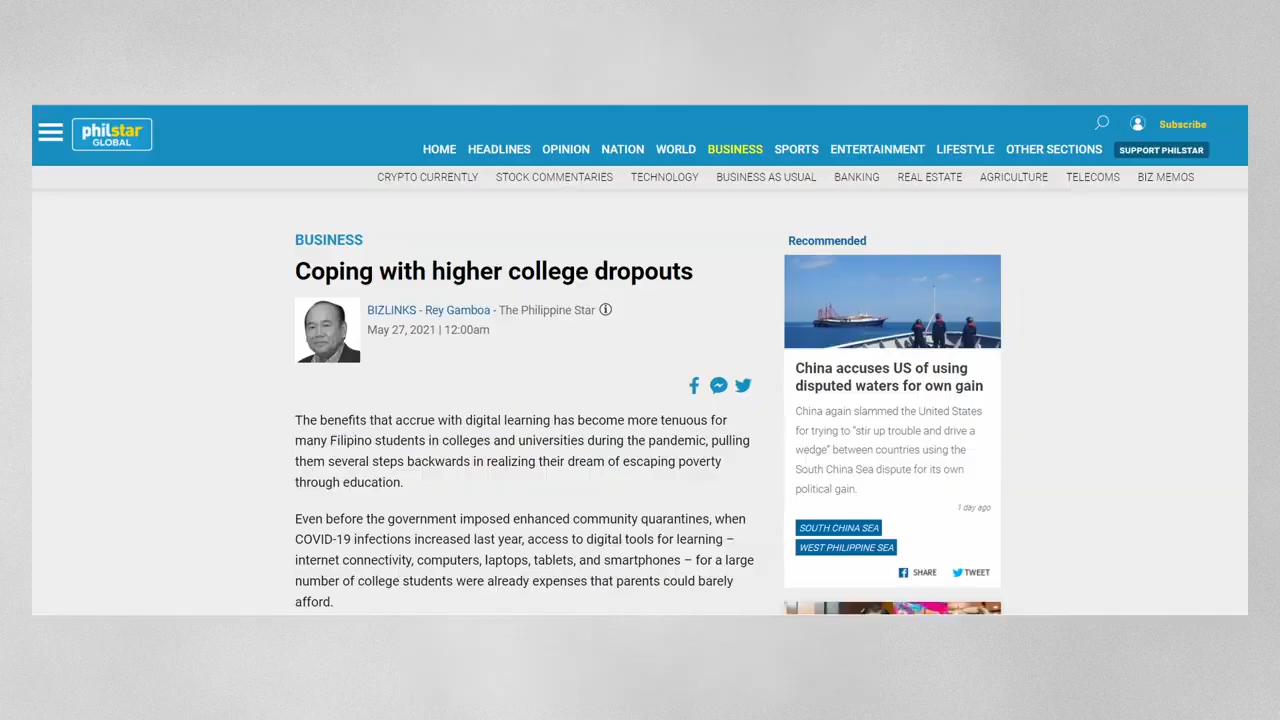 philstar
GLOBAL
Subscribe
HOME HEADLINES OPINION NATION WORLD BUSINESS SPORTS ENTERTAINMENT LIFESTYLE OTHER SECTIONS SUPPORT PHILSTAR
CRYPTO CURRENTLY STOCK COMMENTARIES TECHNOLOGY BUSINESS AS USUAL BANKING REAL ESTATE AGRICULTURE TELECOMS BIZ MEMOS
BUSINESS
Coping with higher college dropouts
BIZLINKS - Rey Gamboa - The Philippine Star
May 27, 2021 | 12:00am
The benefits that accrue with digital learning has become more tenuous for
many Filipino students in colleges and universities during the pandemic, pulling
them several steps backwards in realizing their dream of escaping poverty
through education.
Even before the government imposed enhanced community quarantines, when
COVID-19 infections increased last year, access to digital tools for learning –
internet connectivity, computers, laptops, tablets, and smartphones – for a large
number of college students were already expenses that parents could barely
afford.
Recommended
China accuses US of using
disputed waters for own gain
China again slammed the United States
for trying to "stir up trouble and drive a
wedge" between countries using the
South China Sea dispute for its own
political gain.
1 day ago
SOUTH CHINA SEA
WEST PHILIPPINE SEA
SHARE TWEET